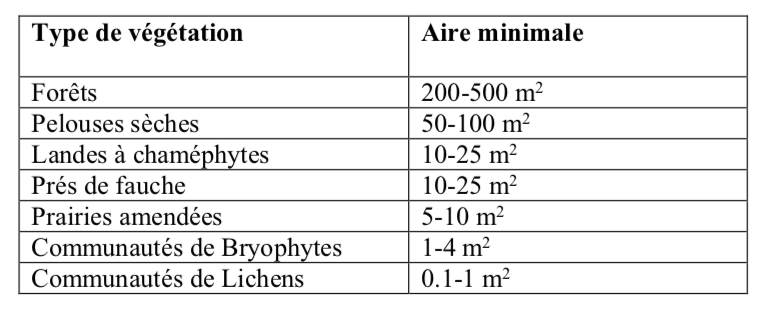 Type de végétation Aire minimale
Forêts 200-500 m²
Pelouses sèches 50-100 m²
Landes à chaméphytes 10-25 m²
Prés de fauche 10-25 m²
Prairies amendées 5-10 m²
Communautés de Bryophytes 1-4 m²
Communautés de Lichens 0.1-1 m²